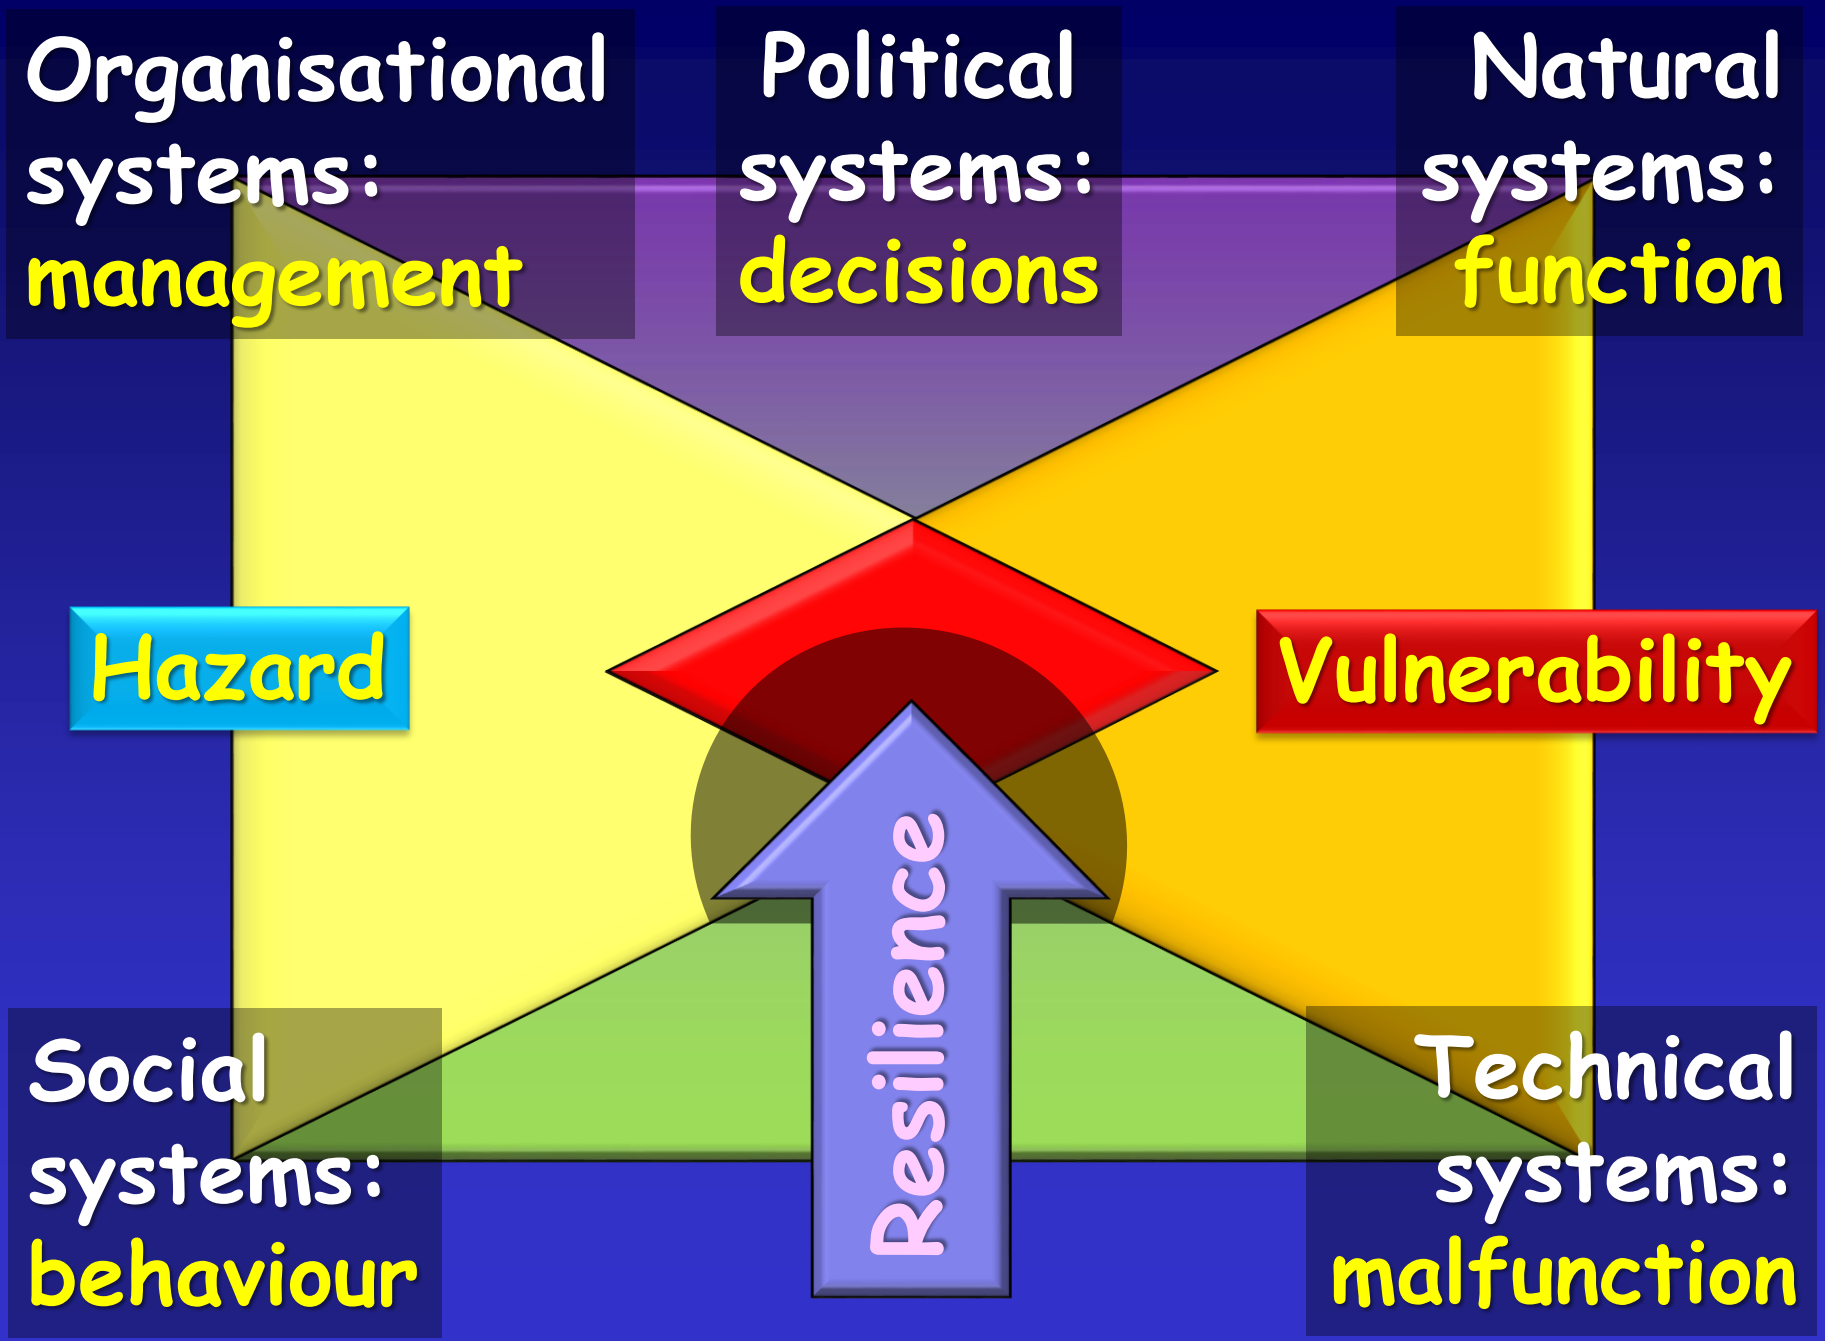 Organisational
systems:
management
Political
systems:
decisions
Natural
systems:
function
Hazard
Vulnerability
Resilience
Social
systems:
behaviour
Technical
systems:
malfunction